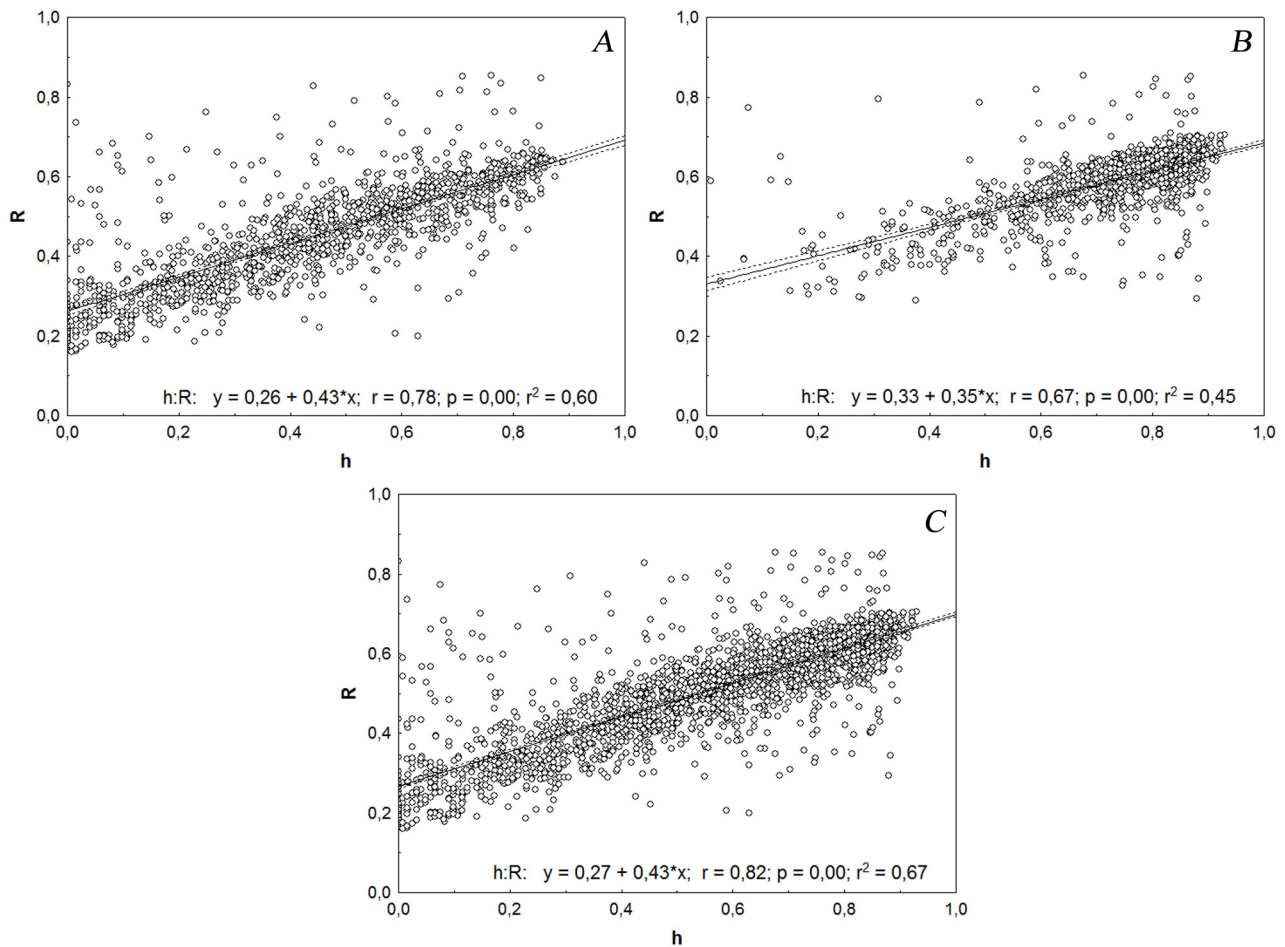 A
1,0
0,8
0,6
0,4
0,2
0,0
R
h:R: y = 0,26 + 0,43*x; r = 0,78; p = 0,00; r² = 0,60
0,0 0,2 0,4 0,6 0,8 1,0
h
B
1,0
0,8
0,6
0,4
0,2
0,0
R
h:R: y = 0,33 + 0,35*x; r = 0,67; p = 0,00; r² = 0,45
0,0 0,2 0,4 0,6 0,8 1,0
h
C
1,0
0,8
0,6
0,4
0,2
0,0
R
h:R: y = 0,27 + 0,43*x; r = 0,82; p = 0,00; r² = 0,67
0,0 0,2 0,4 0,6 0,8 1,0
h